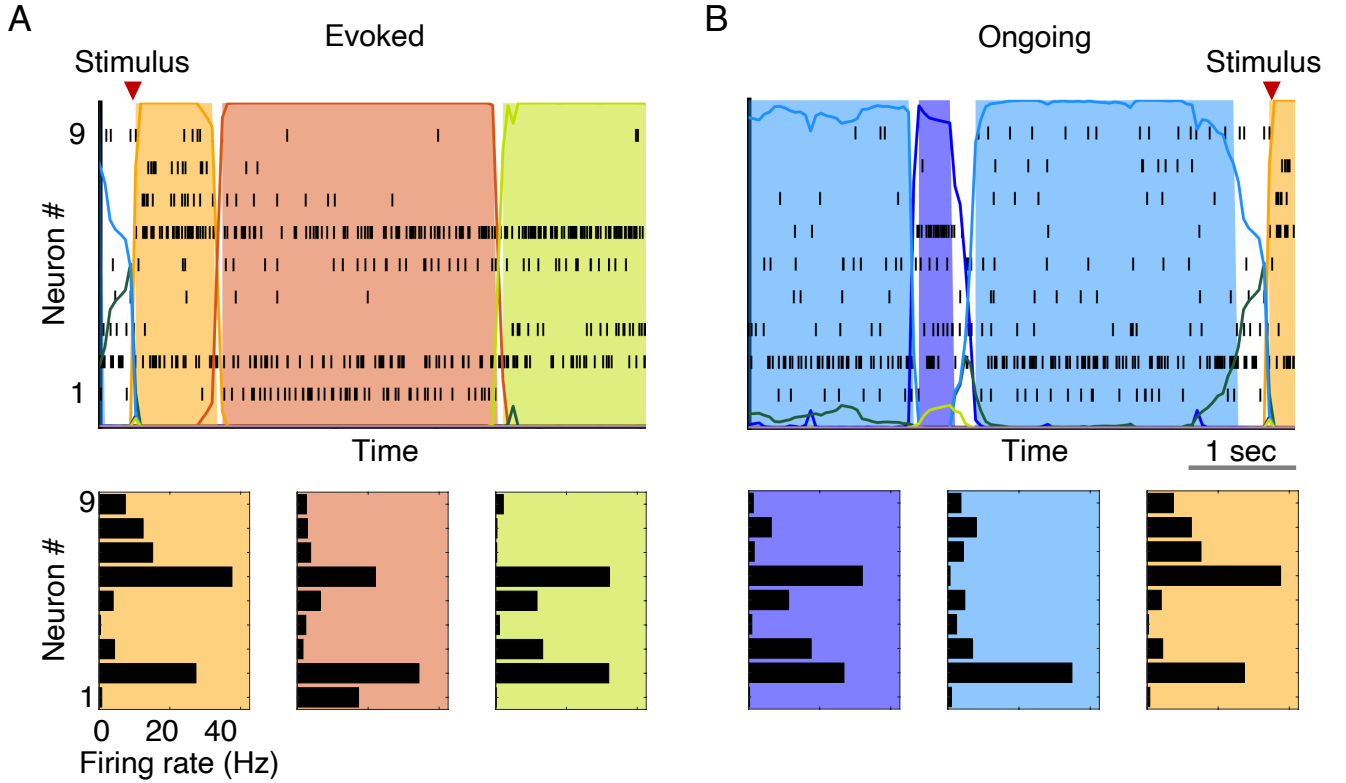 A
Evoked
Stimulus
9
Neuron #
1
Time
9
Neuron #
1
0 20 40
Firing rate (Hz)
B
Ongoing
Stimulus
Time
1 sec